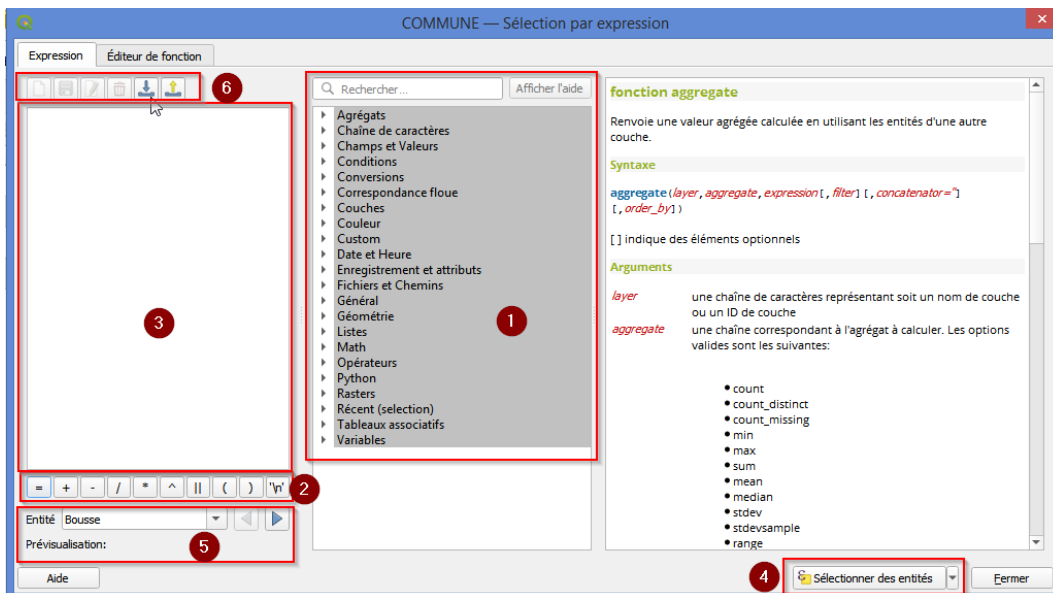 COMMUNE — Sélection par expression
Expression
Éditeur de fonction
6
3
= + - / * ^ || ( ) '\n'
2
Entité Bousse
Prévisualisation:
5
Aide
Rechercher...
Afficher l'aide
Agrégats
Chaîne de caractères
Champs et Valeurs
Conditions
Conversions
Correspondance floue
Couches
Couleur
Custom
Date et Heure
Enregistrement et attributs
Fichiers et Chemins
Général
Géométrie
Listes
Math
Opérateurs
Python
Rasters
Récent (selection)
Tableaux associatifs
Variables
1
fonction aggregate
Renvoie une valeur agrégée calculée en utilisant les entités d'une autre
couche.
Syntaxe
aggregate(layer,aggregate,expression[,filter][,concatenator='']
[,order_by])
[ ] indique des éléments optionnels
Arguments
layer une chaîne de caractères représentant soit un nom de couche
ou un ID de couche
aggregate une chaîne correspondant à l'agrégat à calculer. Les options
valides sont les suivantes:
• count
• count_distinct
• count_missing
• min
• max
• sum
• mean
• median
• stdev
• stdevsample
• range
4
Sélectionner des entités
Fermer